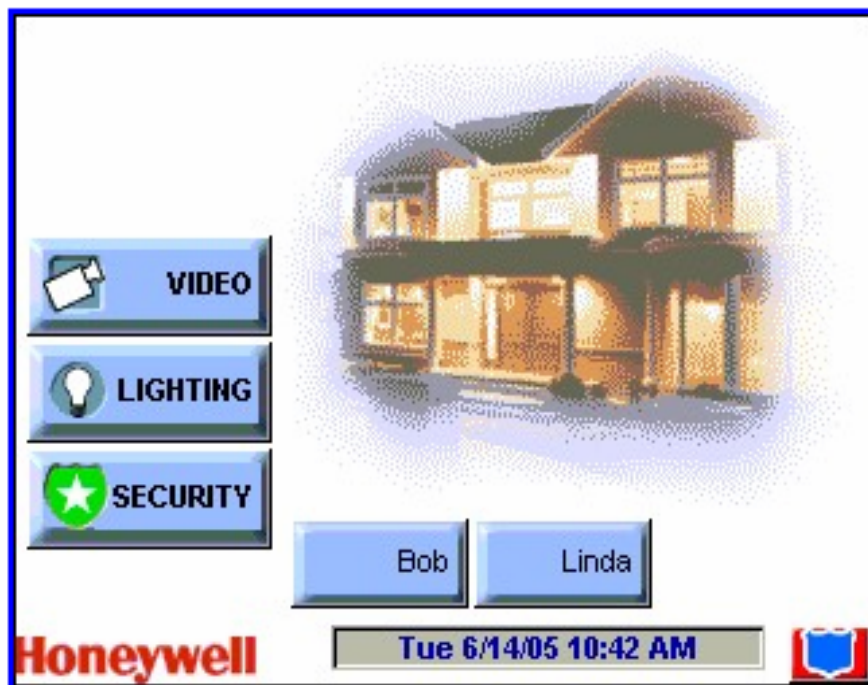 VIDEO
LIGHTING
SECURITY
Bob
Linda
Honeywell
Tue 6/14/05 10:42 AM